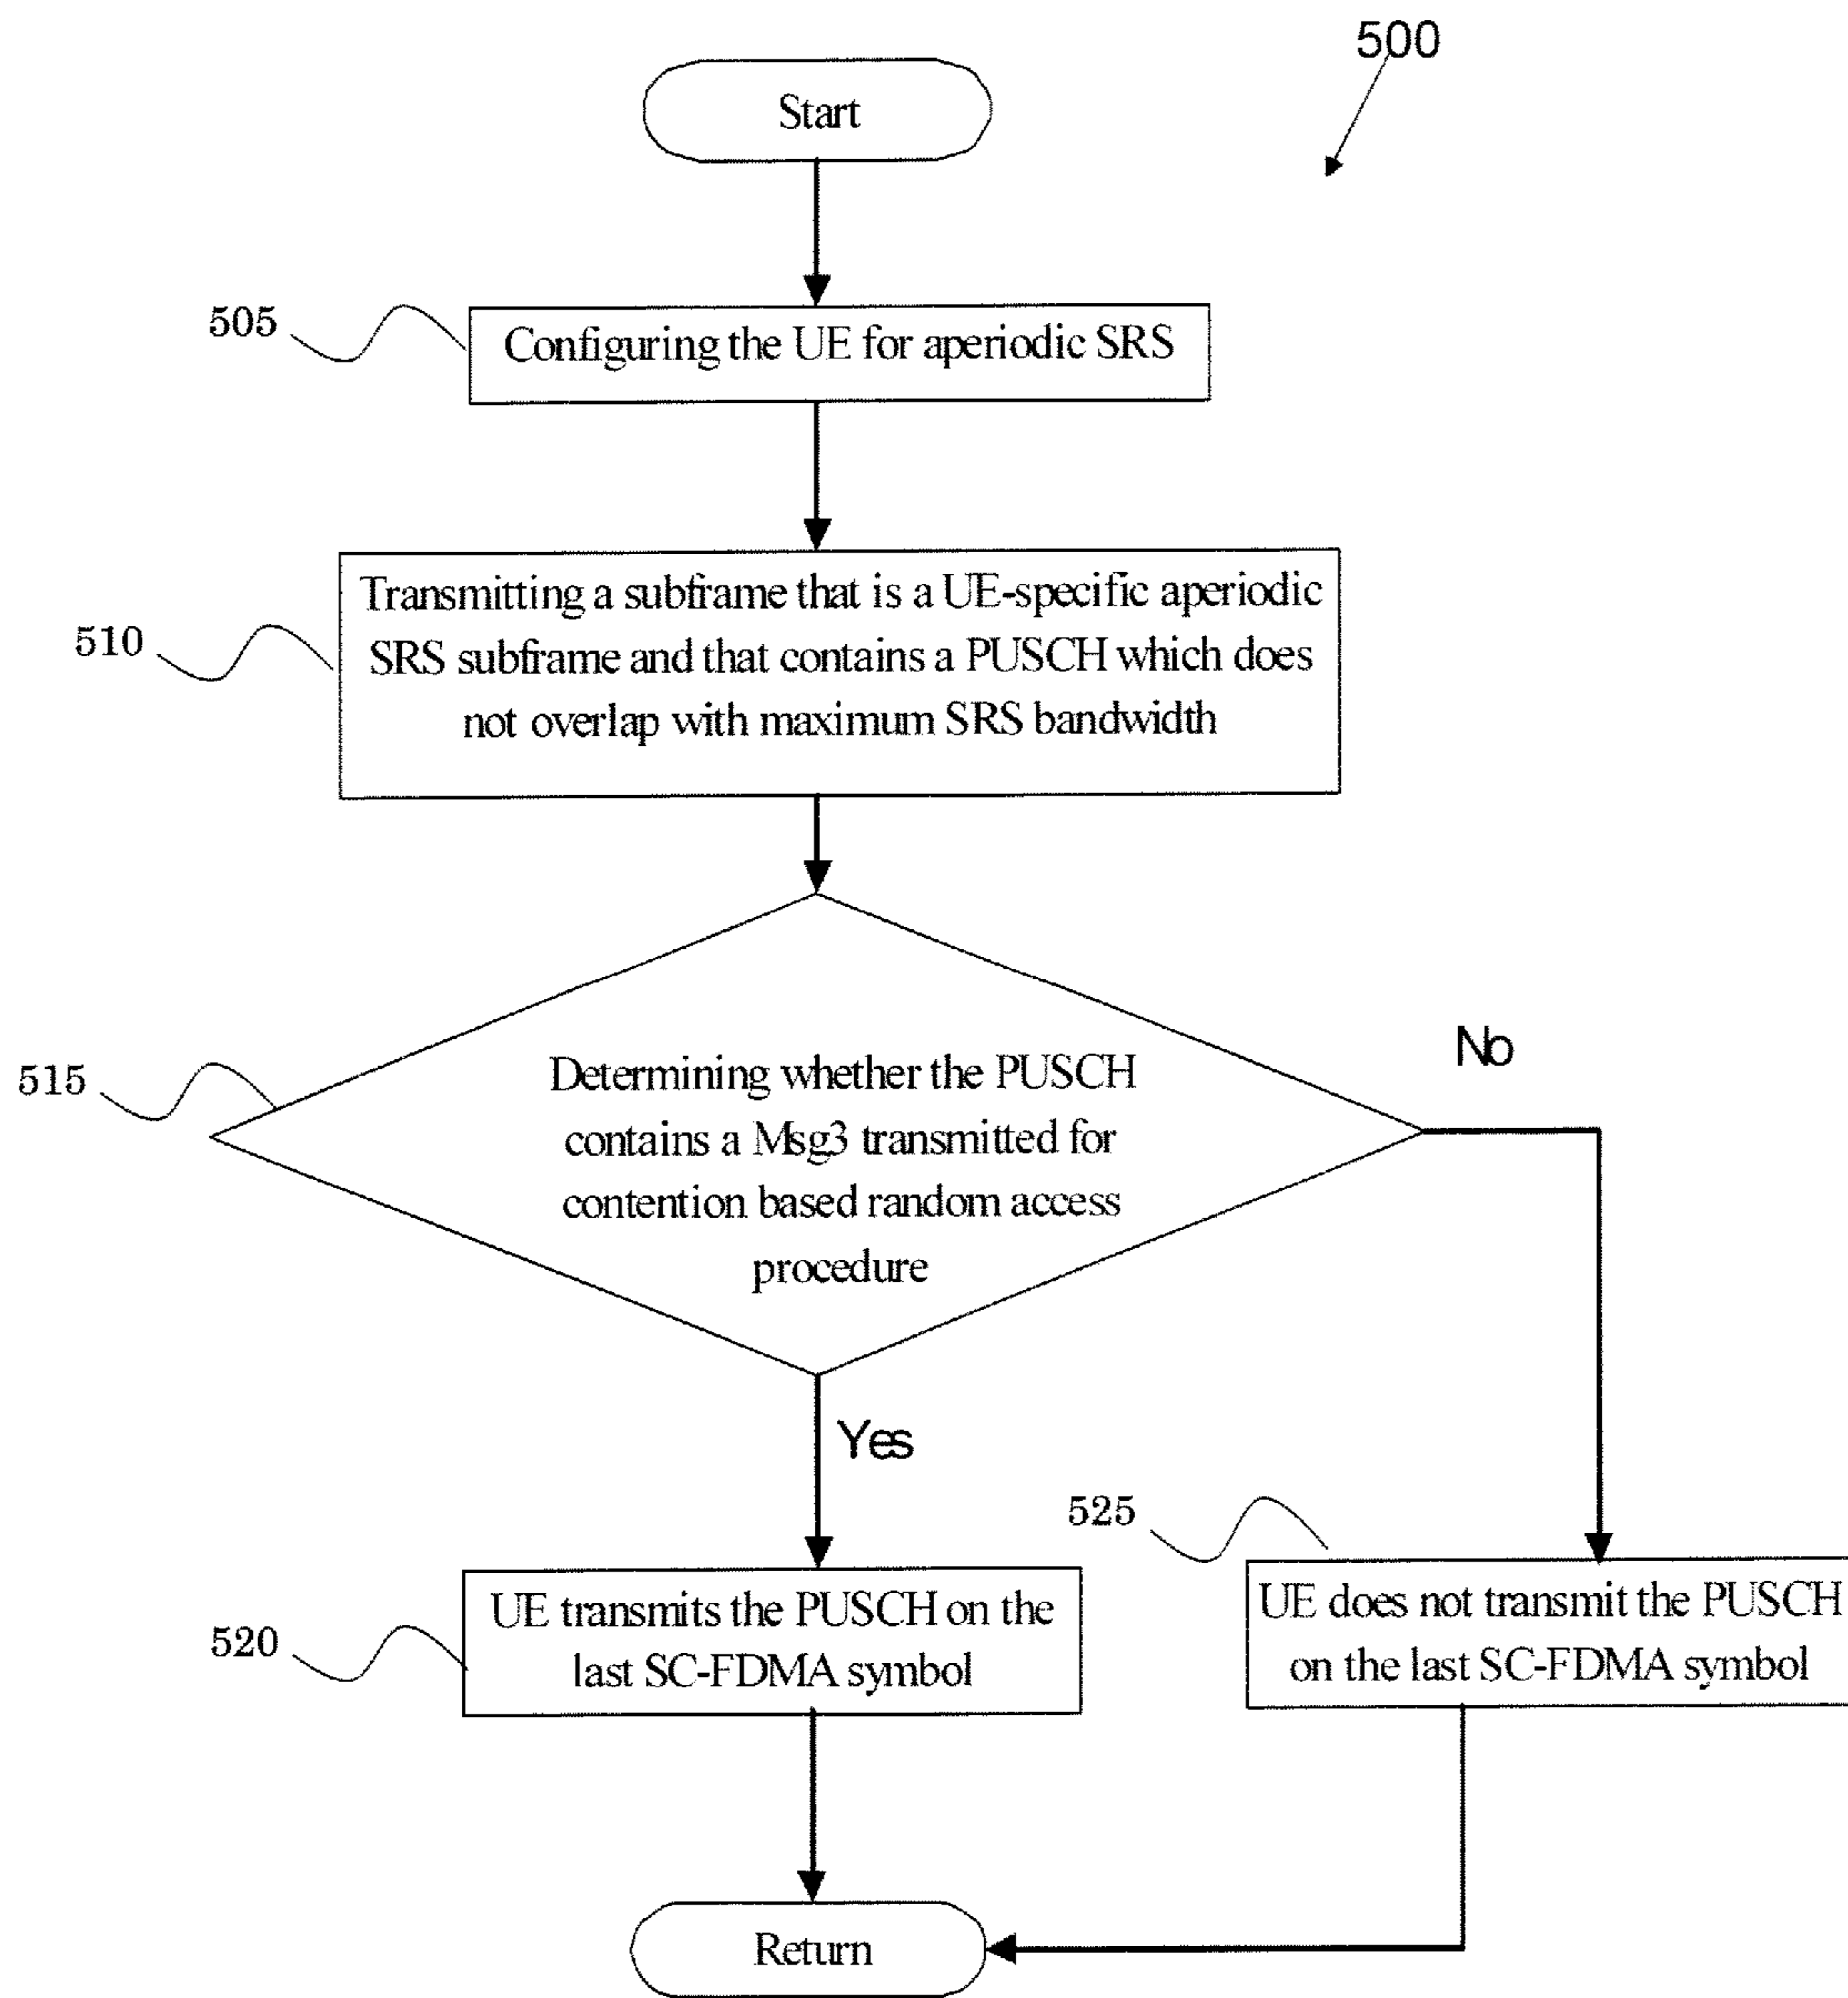 500
Start
505
Configuring the UE for aperiodic SRS
510
Transmitting a subframe that is a UE-specific aperiodic
SRS subframe and that contains a PUSCH which does
not overlap with maximum SRS bandwidth
515
Determining whether the PUSCH
contains a Msg3 transmitted for
contention based random access
procedure
No
Yes
520
UE transmits the PUSCH on the
last SC-FDMA symbol
525
UE does not transmit the PUSCH
on the last SC-FDMA symbol
Return